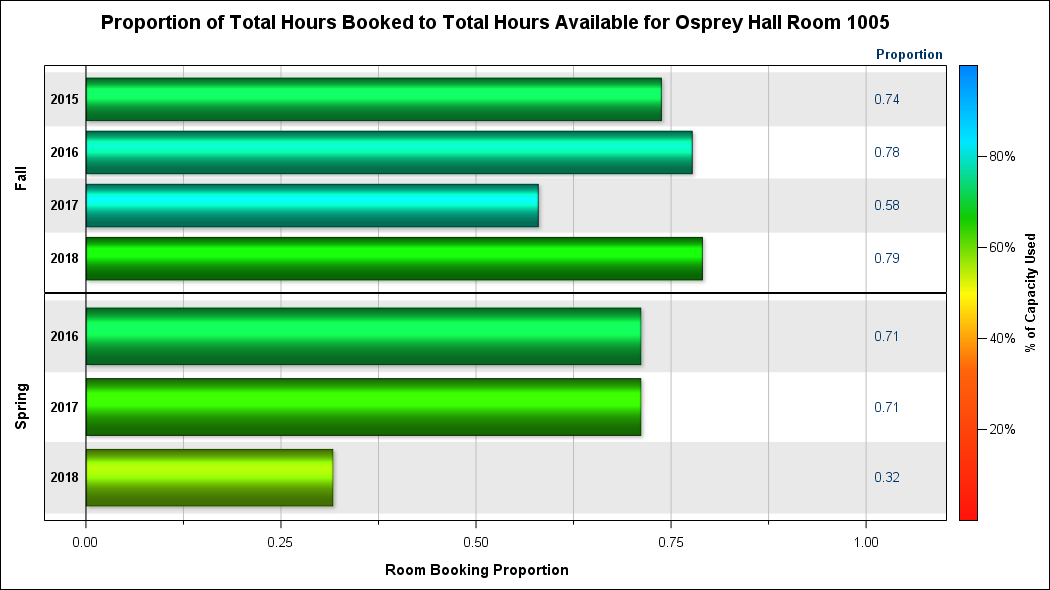 Proportion of Total Hours Booked to Total Hours Available for Osprey Hall Room 1005
Proportion
Fall
2015 0.74
2016 0.78
2017 0.58
2018 0.79
Spring
2016 0.71
2017 0.71
2018 0.32
0.00 0.25 0.50 0.75 1.00
Room Booking Proportion
80%
60%
40%
20%
% of Capacity Used